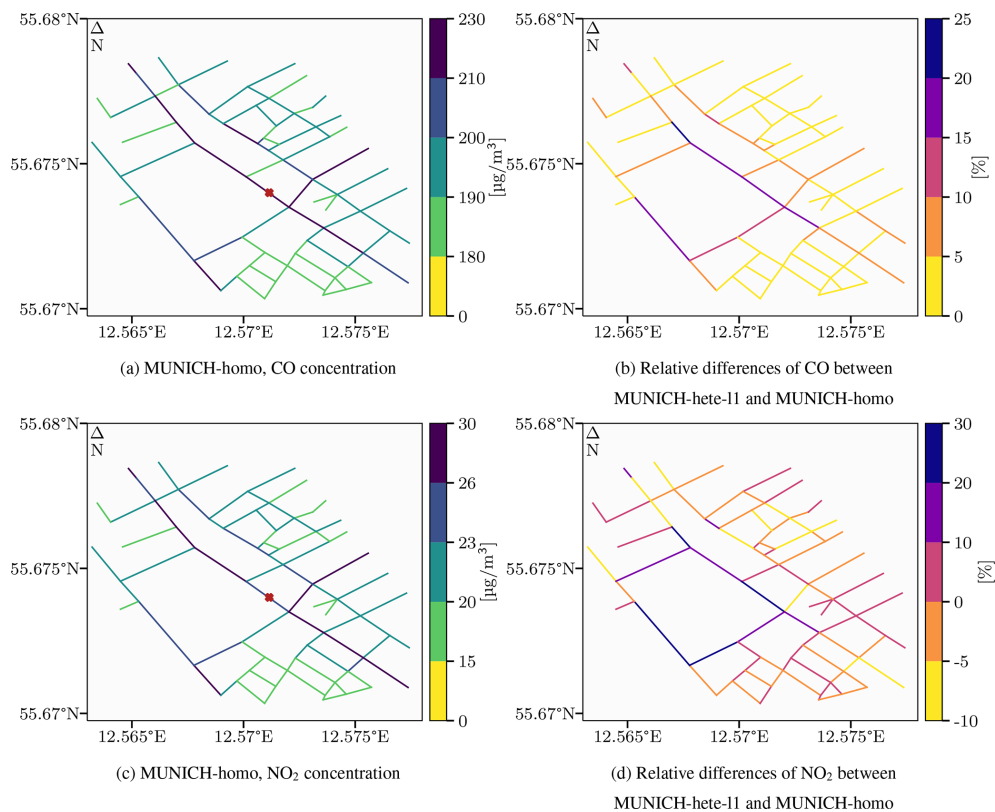 55.68°N
Δ
N
55.675°N
55.67°N
12.565°E
12.57°E
12.575°E
230
210
200
190
180
0
[µg/m³]
(a) MUNICH-homo, CO concentration
55.68°N
Δ
N
55.675°N
55.67°N
12.565°E
12.57°E
12.575°E
25
20
15
10
5
0
[%]
(b) Relative differences of CO between
MUNICH-hete-l1 and MUNICH-homo
55.68°N
Δ
N
55.675°N
55.67°N
12.565°E
12.57°E
12.575°E
30
26
23
20
15
0
[µg/m³]
(c) MUNICH-homo, NO₂ concentration
55.68°N
Δ
N
55.675°N
55.67°N
12.565°E
12.57°E
12.575°E
30
20
10
0
-5
-10
[%]
(d) Relative differences of NO₂ between
MUNICH-hete-l1 and MUNICH-homo